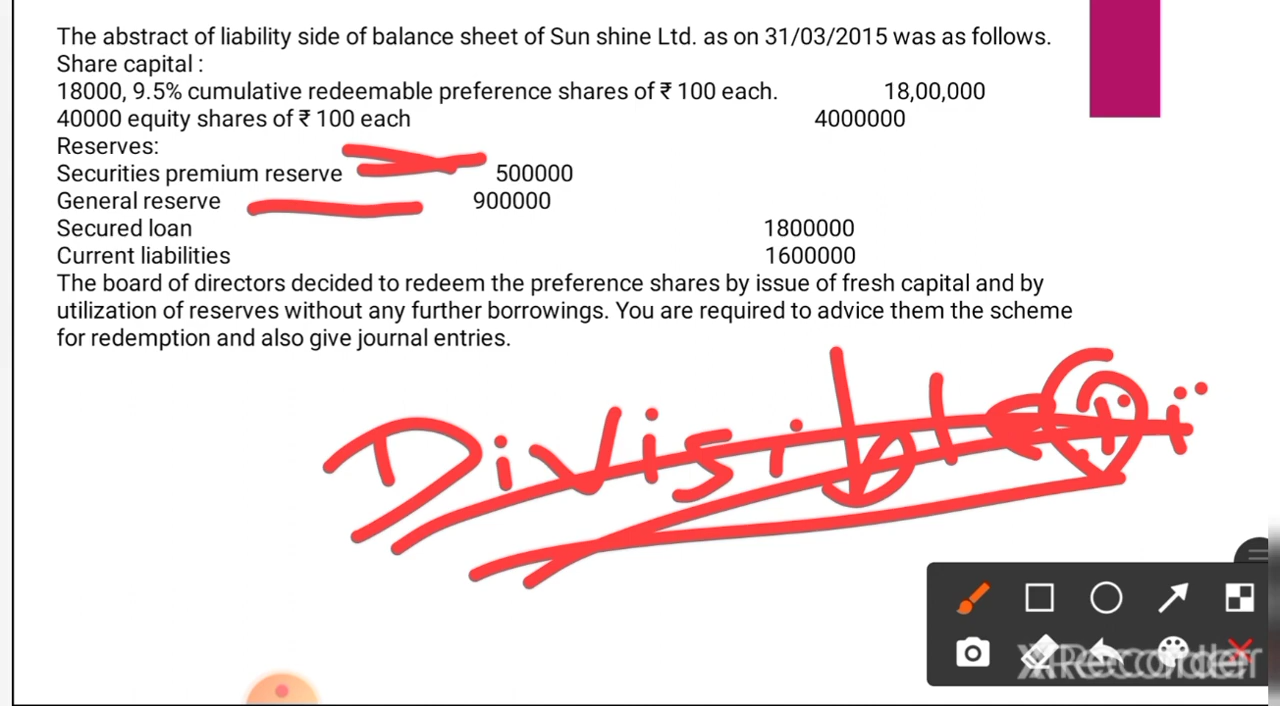 The abstract of liability side of balance sheet of Sun shine Ltd. as on 31/03/2015 was as follows.
Share capital :
18000, 9.5% cumulative redeemable preference shares of ₹ 100 each. 18,00,000
40000 equity shares of ₹ 100 each 4000000
Reserves:
Securities premium reserve 500000
General reserve 900000
Secured loan 1800000
Current liabilities 1600000
The board of directors decided to redeem the preference shares by issue of fresh capital and by
utilization of reserves without any further borrowings. You are required to advice them the scheme
for redemption and also give journal entries.
Divisible
XRecorder